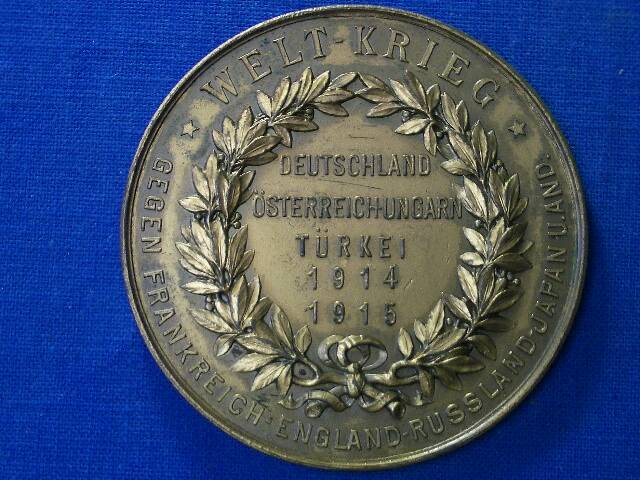 WELT-KRIEG
DEUTSCHLAND
ÖSTERREICH-UNGARN
TÜRKEI
1914
1915
GEGEN FRANKREICH-ENGLAND-RUSSLAND-JAPAN U. AND.